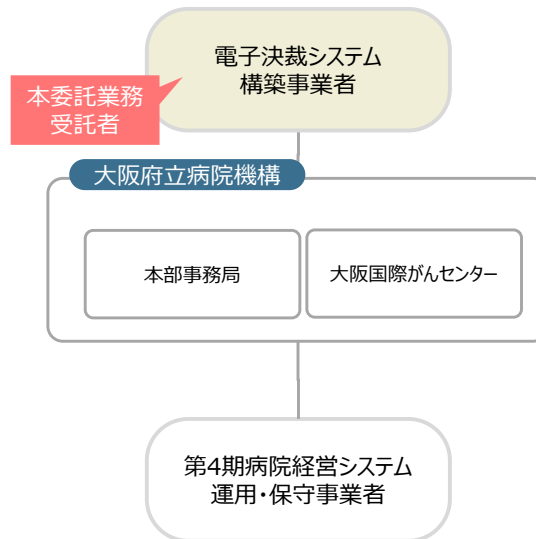 電子決裁システム
構築事業者
本委託業務
受託者
大阪府立病院機構
本部事務局
大阪国際がんセンター
第4期病院経営システム
運用・保守事業者